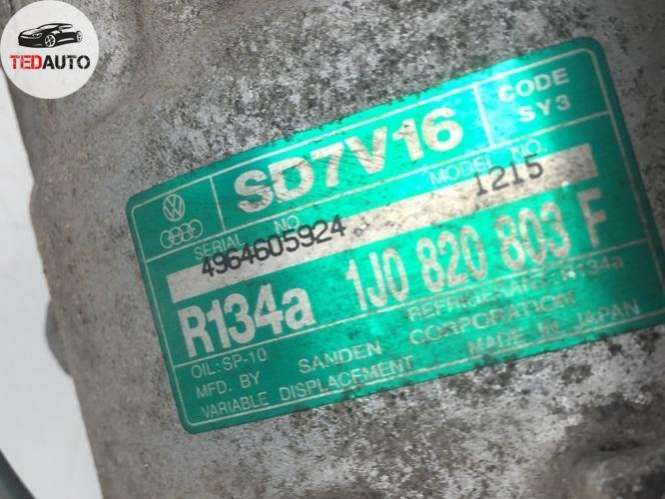 TEDAUTO
SD7V16
CODE
SY3
SERIAL NO.
MODEL NO.
4964605924
1215
R134a
1J0 820 803 F
OIL: SP-10
REFRIGERANT R134a
MFD. BY SANDEN CORPORATION
VARIABLE DISPLACEMENT MADE IN JAPAN